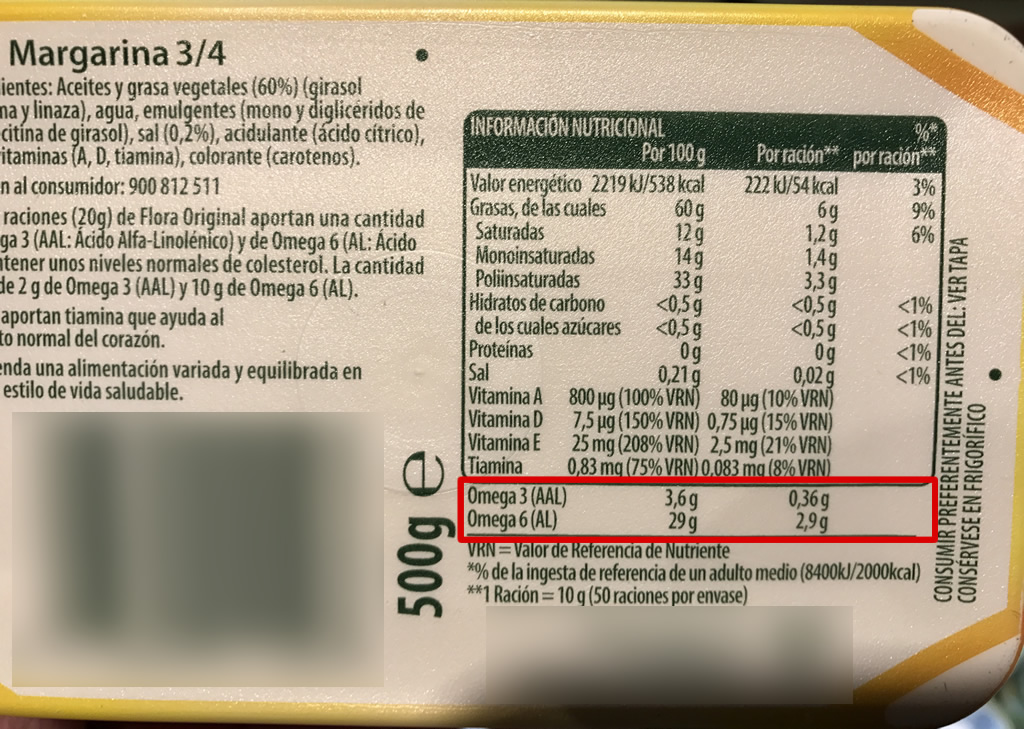 Margarina 3/4
ientes: Aceites y grasa vegetales (60%) (girasol
na y linaza), agua, emulgentes (mono y diglicéridos de
citina de girasol), sal (0,2%), acidulante (ácido cítrico),
itaminas (A, D, tiamina), colorante (carotenos).
n al consumidor: 900 812 511
raciones (20g) de Flora Original aportan una cantidad
ga 3 (AAL: Ácido Alfa-Linolénico) y de Omega 6 (AL: Ácido
ntener unos niveles normales de colesterol. La cantidad
de 2 g de Omega 3 (AAL) y 10 g de Omega 6 (AL).
aportan tiamina que ayuda al
to normal del corazón.
enda una alimentación variada y equilibrada en
estilo de vida saludable.
500g e
INFORMACIÓN NUTRICIONAL %*
Por 100 g Por ración** por ración**
Valor energético 2219 kJ/538 kcal 222 kJ/54 kcal 3%
Grasas, de las cuales 60 g 6 g 9%
Saturadas 12 g 1,2 g 6%
Monoinsaturadas 14 g 1,4 g
Poliinsaturadas 33 g 3,3 g
Hidratos de carbono <0,5 g <0,5 g <1%
de los cuales azúcares <0,5 g <0,5 g <1%
Proteínas 0 g 0 g <1%
Sal 0,21 g 0,02 g <1%
Vitamina A 800 µg (100% VRN) 80 µg (10% VRN)
Vitamina D 7,5 µg (150% VRN) 0,75 µg (15% VRN)
Vitamina E 25 mg (208% VRN) 2,5 mg (21% VRN)
Tiamina 0,83 mg (75% VRN) 0,083 mg (8% VRN)
Omega 3 (AAL) 3,6 g 0,36 g
Omega 6 (AL) 29 g 2,9 g
VRN = Valor de Referencia de Nutriente
*% de la ingesta de referencia de un adulto medio (8400kJ/2000kcal)
**1 Ración = 10 g (50 raciones por envase)
CONSUMIR PREFERENTEMENTE ANTES DEL: VER TAPA
CONSÉRVESE EN FRIGORÍFICO